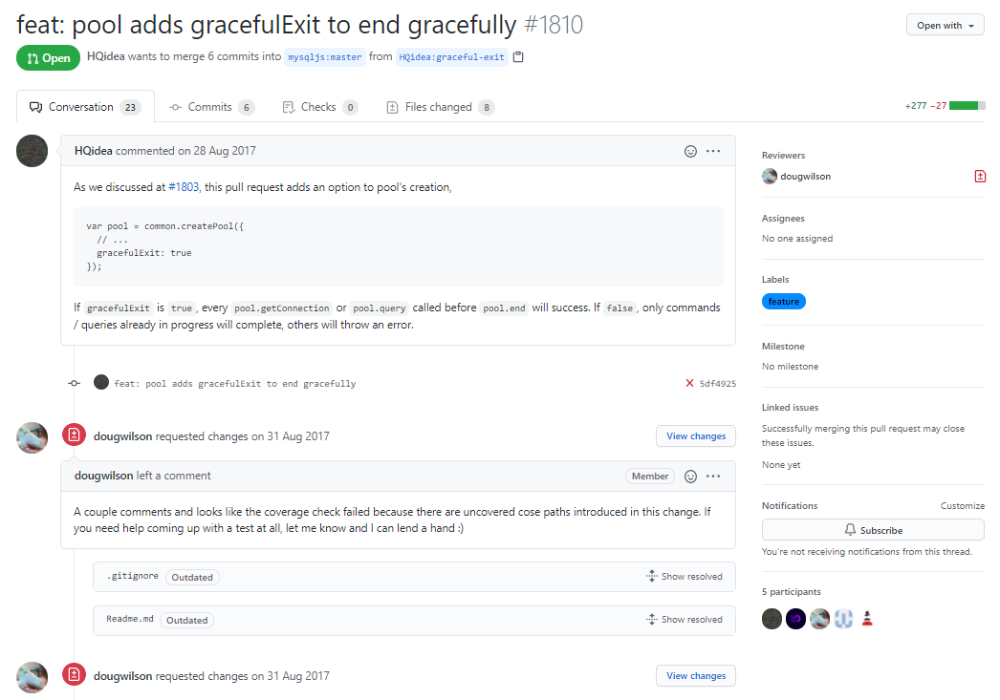 feat: pool adds gracefulExit to end gracefully #1810
Open with
Open
HQidea wants to merge 6 commits into mysqljs:master from HQidea:graceful-exit
Conversation 23
Commits 6
Checks 0
Files changed 8
+277 −27
HQidea commented on 28 Aug 2017
As we discussed at #1803, this pull request adds an option to pool's creation,
var pool = common.createPool({
// ...
gracefulExit: true
});
If gracefulExit is true , every pool.getConnection or pool.query called before pool.end will success. If false , only commands
/ queries already in progress will complete, others will throw an error.
feat: pool adds gracefulExit to end gracefully
5df4925
dougwilson requested changes on 31 Aug 2017
View changes
dougwilson left a comment
Member
A couple comments and looks like the coverage check failed because there are uncovered cose paths introduced in this change. If
you need help coming up with a test at all, let me know and I can lend a hand :)
.gitignore Outdated
Show resolved
Readme.md Outdated
Show resolved
dougwilson requested changes on 31 Aug 2017
View changes
Reviewers
dougwilson
Assignees
No one assigned
Labels
feature
Milestone
No milestone
Linked issues
Successfully merging this pull request may close
these issues.
None yet
Notifications
Customize
Subscribe
You're not receiving notifications from this thread.
5 participants